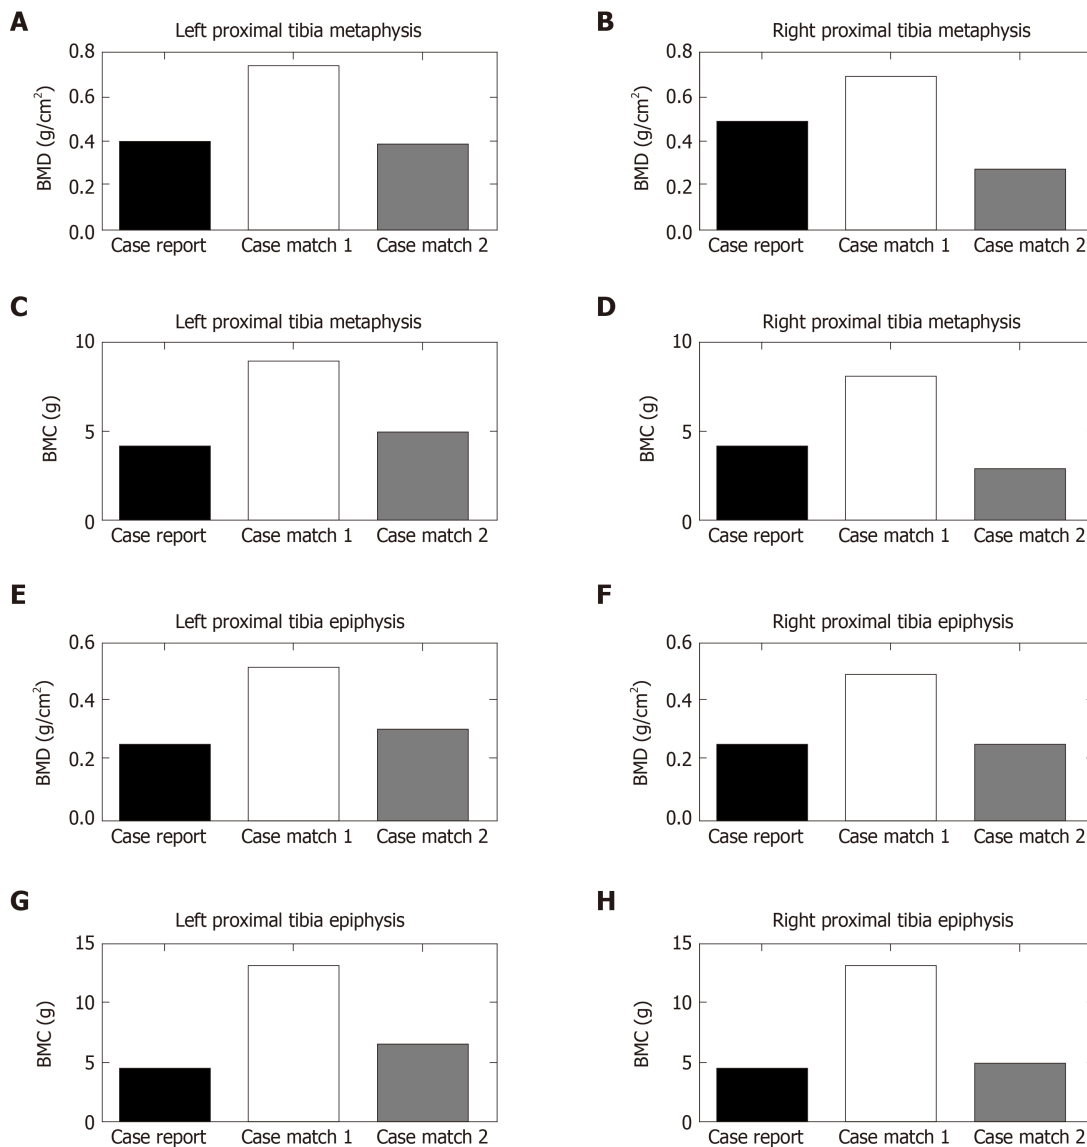 A
Left proximal tibia metaphysis
BMD (g/cm²)
0.8
0.6
0.4
0.2
0.0
Case report Case match 1 Case match 2
B
Right proximal tibia metaphysis
BMD (g/cm²)
0.8
0.6
0.4
0.2
0.0
Case report Case match 1 Case match 2
C
Left proximal tibia metaphysis
BMC (g)
10
5
0
Case report Case match 1 Case match 2
D
Right proximal tibia metaphysis
BMC (g)
10
5
0
Case report Case match 1 Case match 2
E
Left proximal tibia epiphysis
BMD (g/cm²)
0.6
0.4
0.2
0.0
Case report Case match 1 Case match 2
F
Right proximal tibia epiphysis
BMD (g/cm²)
0.6
0.4
0.2
0.0
Case report Case match 1 Case match 2
G
Left proximal tibia epiphysis
BMC (g)
15
10
5
0
Case report Case match 1 Case match 2
H
Right proximal tibia epiphysis
BMC (g)
15
10
5
0
Case report Case match 1 Case match 2